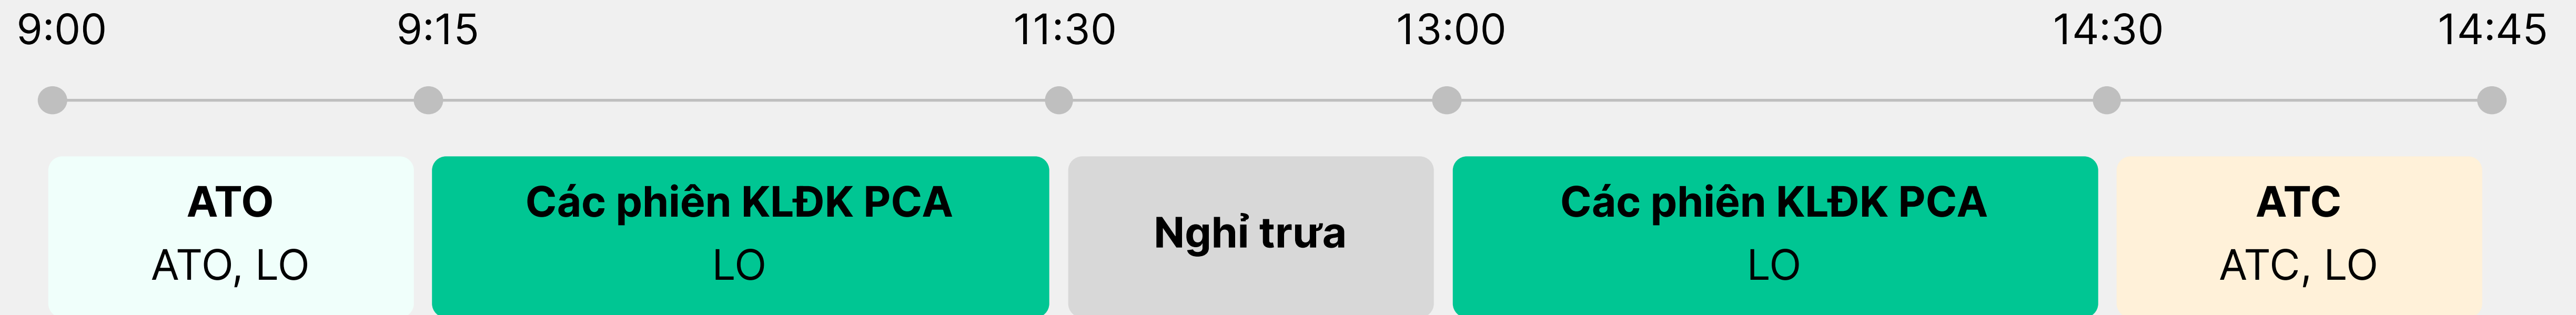 9:00 9:15 11:30 13:00 14:30 14:45
ATO
ATO, LO
Các phiên KLĐK PCA
LO
Nghỉ trưa
Các phiên KLĐK PCA
LO
ATC
ATC, LO